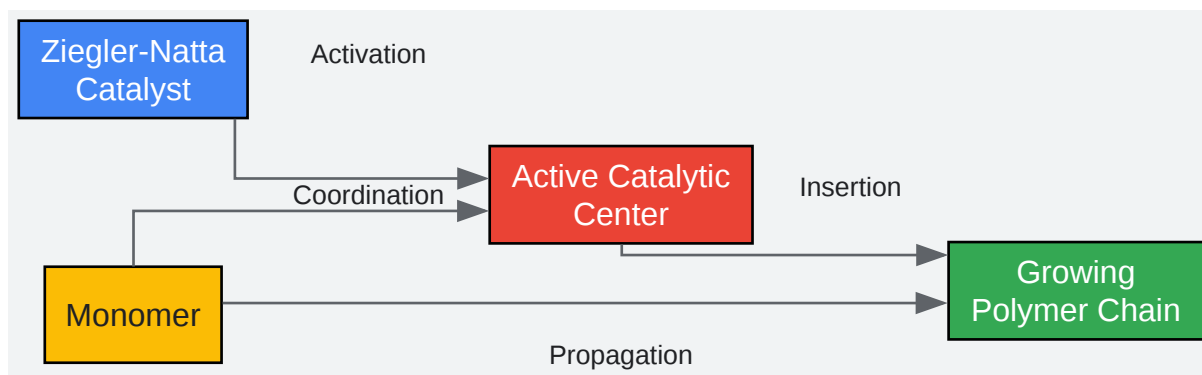 Ziegler-Natta
Catalyst
Activation
Coordination
Active Catalytic
Center
Insertion
Monomer
Growing
Polymer Chain
Propagation